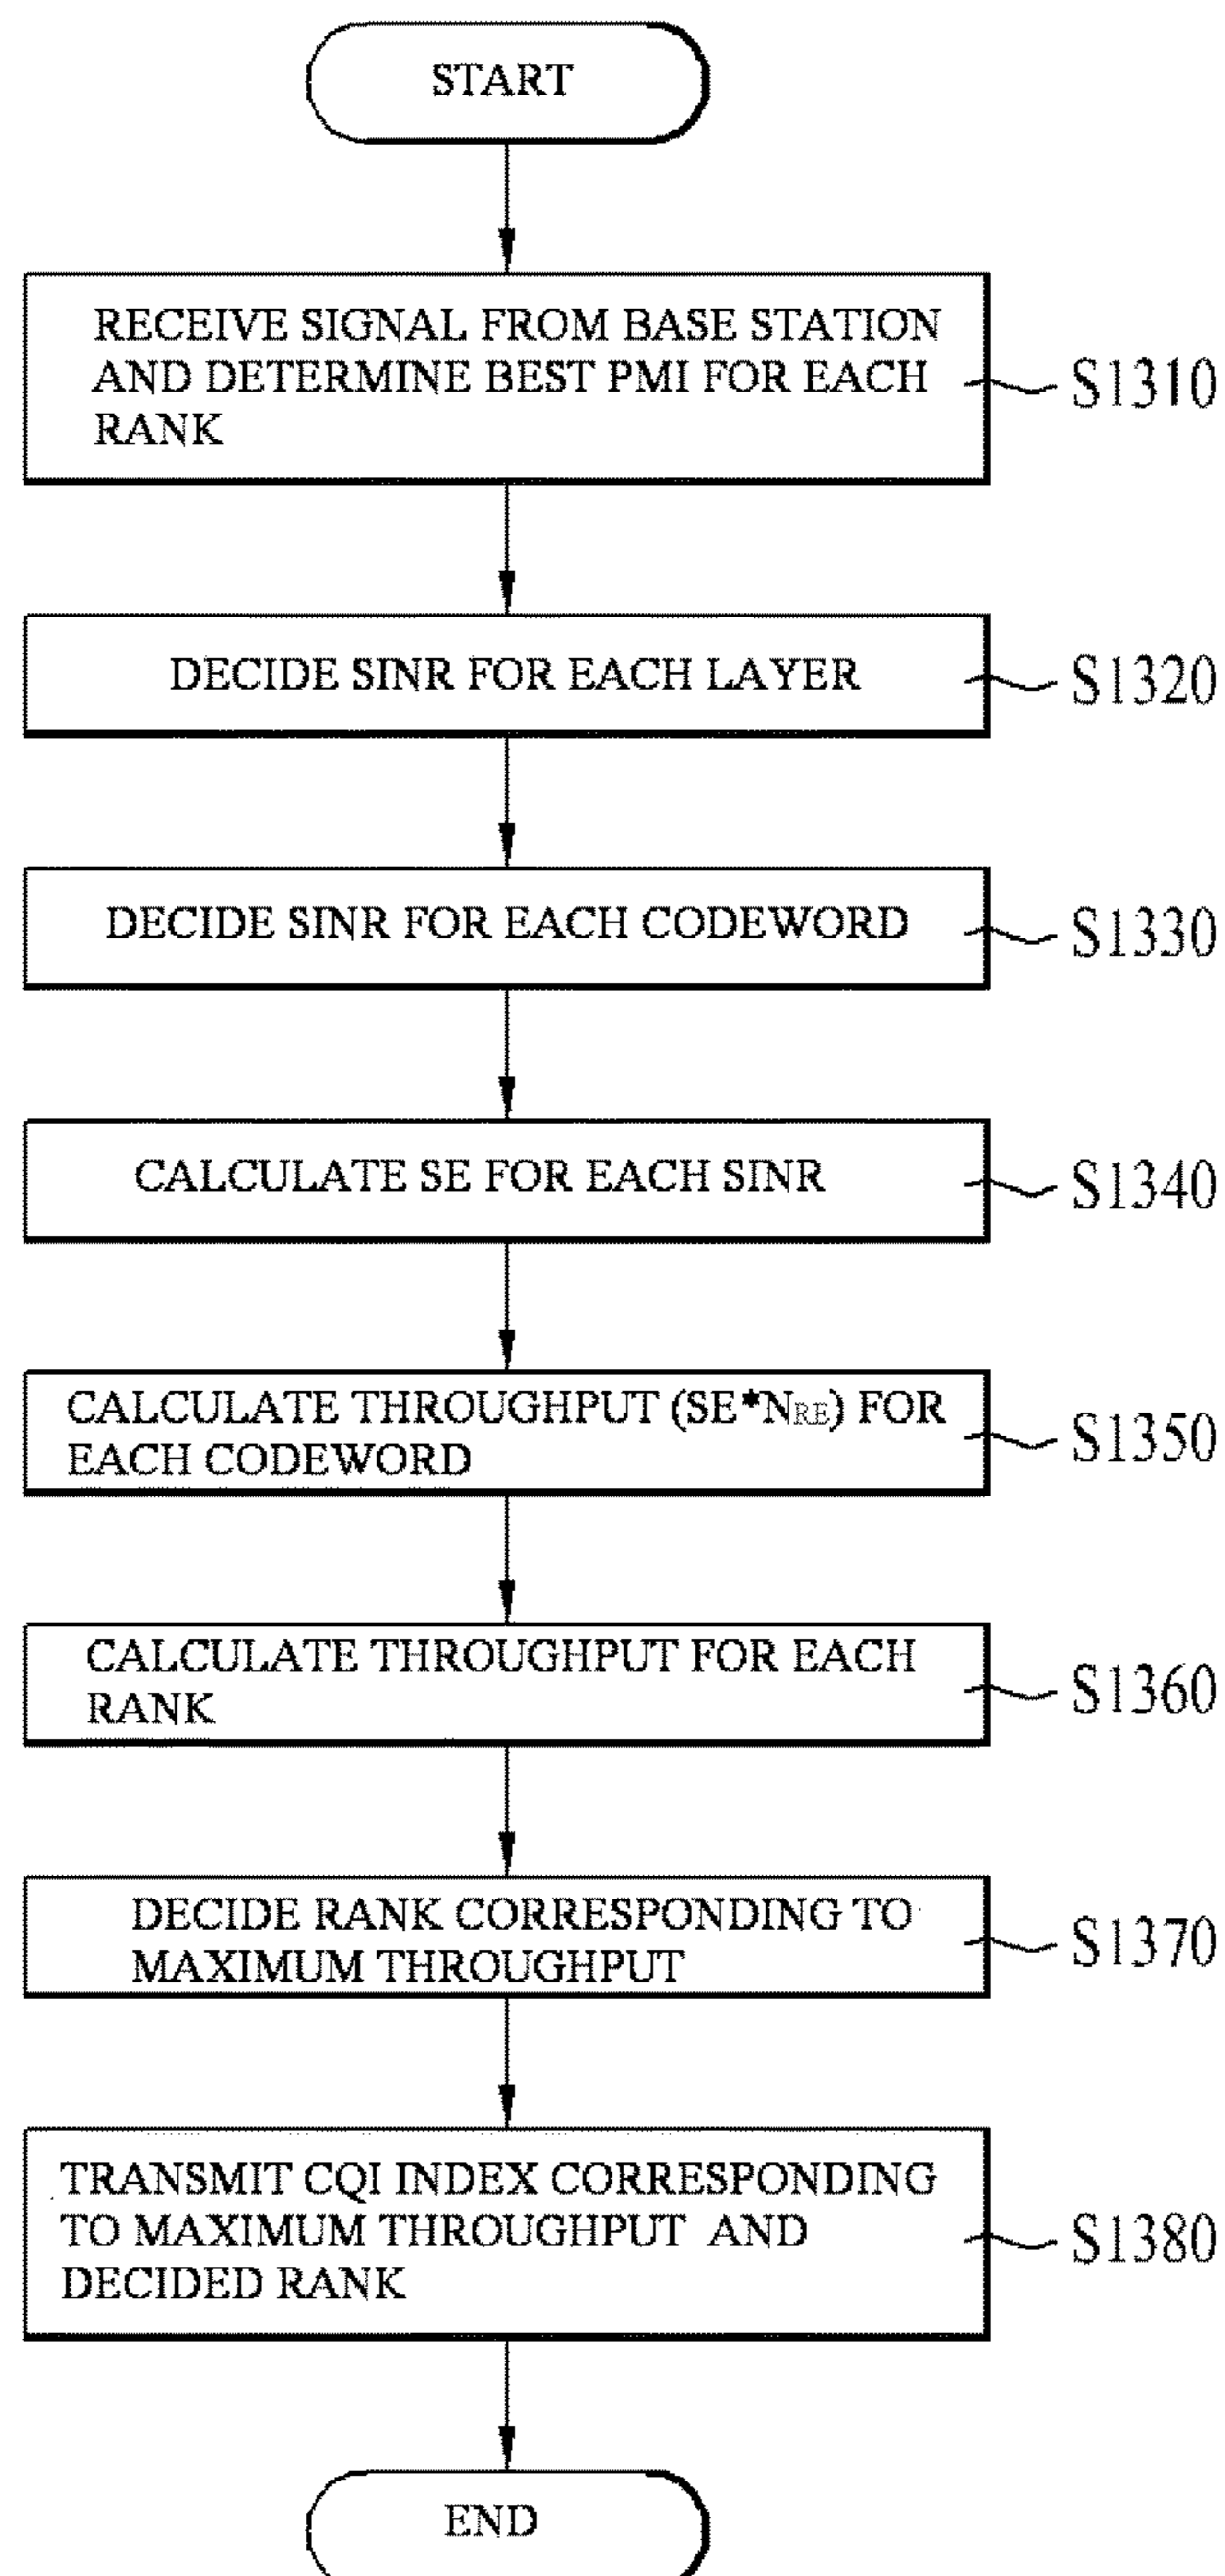 START
RECEIVE SIGNAL FROM BASE STATION
AND DETERMINE BEST PMI FOR EACH
RANK
S1310
DECIDE SINR FOR EACH LAYER
S1320
DECIDE SINR FOR EACH CODEWORD
S1330
CALCULATE SE FOR EACH SINR
S1340
CALCULATE THROUGHPUT (SE*NRE) FOR
EACH CODEWORD
S1350
CALCULATE THROUGHPUT FOR EACH
RANK
S1360
DECIDE RANK CORRESPONDING TO
MAXIMUM THROUGHPUT
S1370
TRANSMIT CQI INDEX CORRESPONDING
TO MAXIMUM THROUGHPUT AND
DECIDED RANK
S1380
END